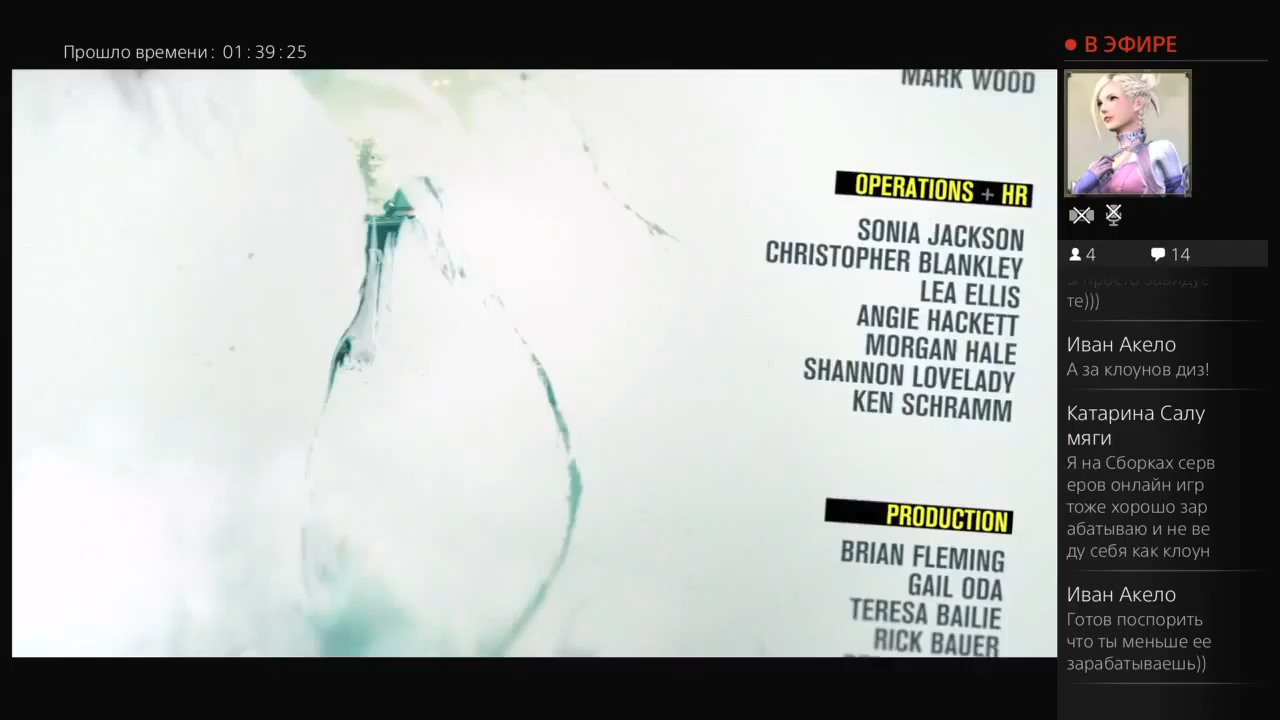 Прошло времени: 01:39:25
MARK WOOD
OPERATIONS + HR
SONIA JACKSON
CHRISTOPHER BLANKLEY
LEA ELLIS
ANGIE HACKETT
MORGAN HALE
SHANNON LOVELADY
KEN SCHRAMM
PRODUCTION
BRIAN FLEMING
GAIL ODA
TERESA BAILIE
RICK BAUER
В ЭФИРЕ
4 14
те)))
Иван Акело
А за клоунов диз!
Катарина Салу
мяги
Я на Сборках серв
еров онлайн игр
тоже хорошо зар
абатываю и не ве
ду себя как клоун
Иван Акело
Готов поспорить
что ты меньше ее
зарабатываешь))